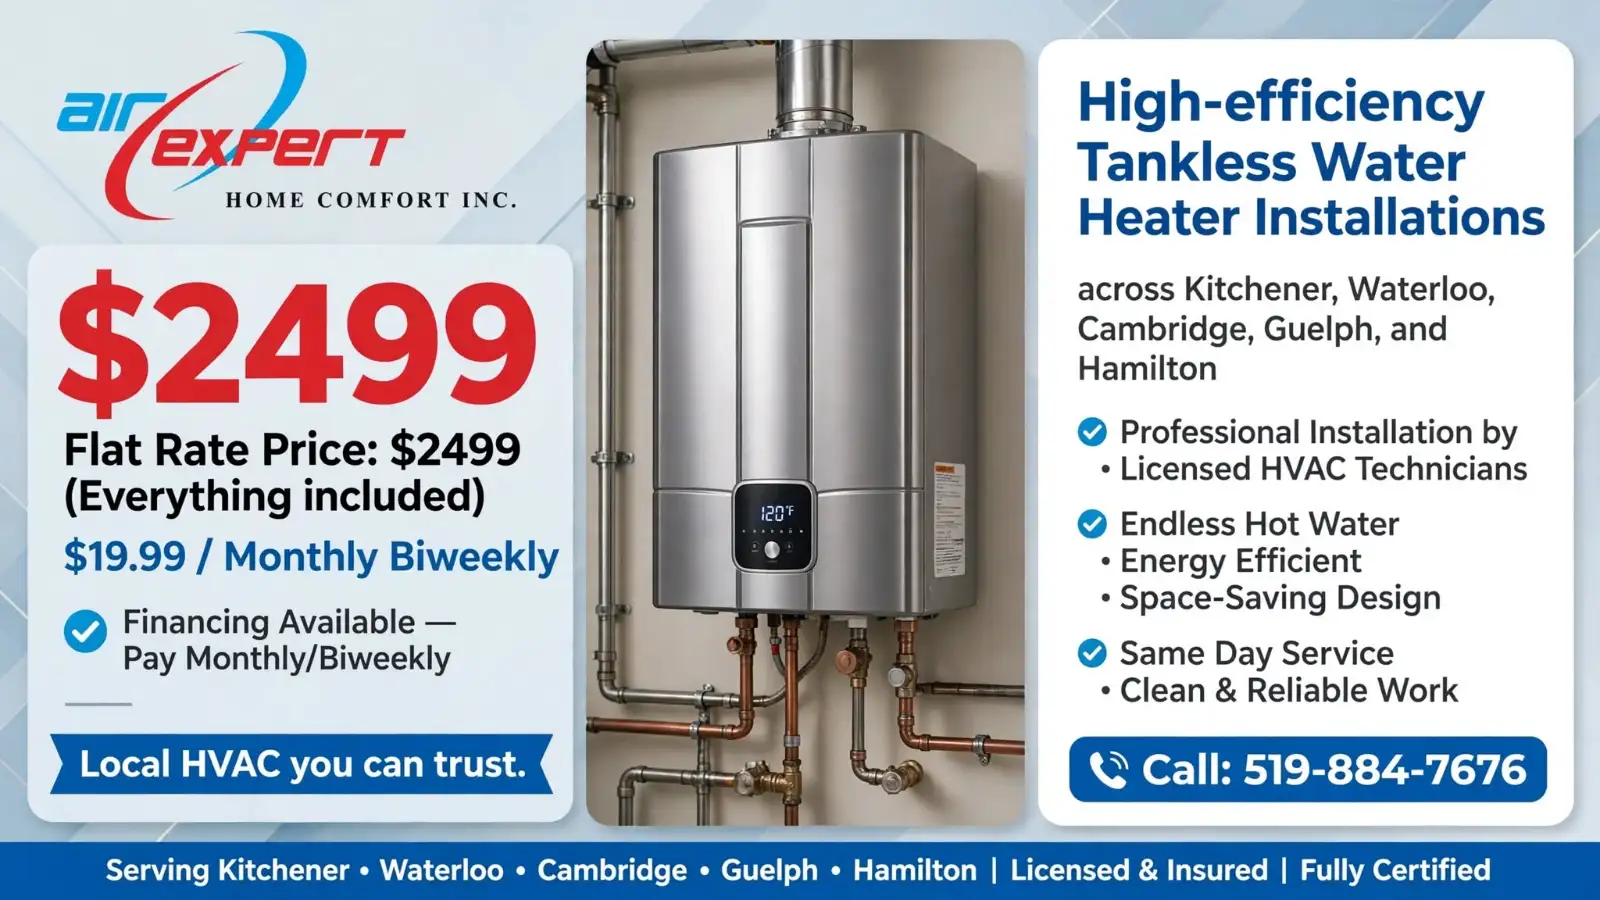 air expert
HOME COMFORT INC.
$2499
Flat Rate Price: $2499
(Everything included)
$19.99 / Monthly Biweekly
Financing Available —
Pay Monthly/Biweekly
Local HVAC you can trust.
120°F
High-efficiency
Tankless Water
Heater Installations
across Kitchener, Waterloo,
Cambridge, Guelph, and
Hamilton
Professional Installation by
• Licensed HVAC Technicians
Endless Hot Water
• Energy Efficient
• Space-Saving Design
Same Day Service
• Clean & Reliable Work
Call: 519-884-7676
Serving Kitchener • Waterloo • Cambridge • Guelph • Hamilton | Licensed & Insured | Fully Certified